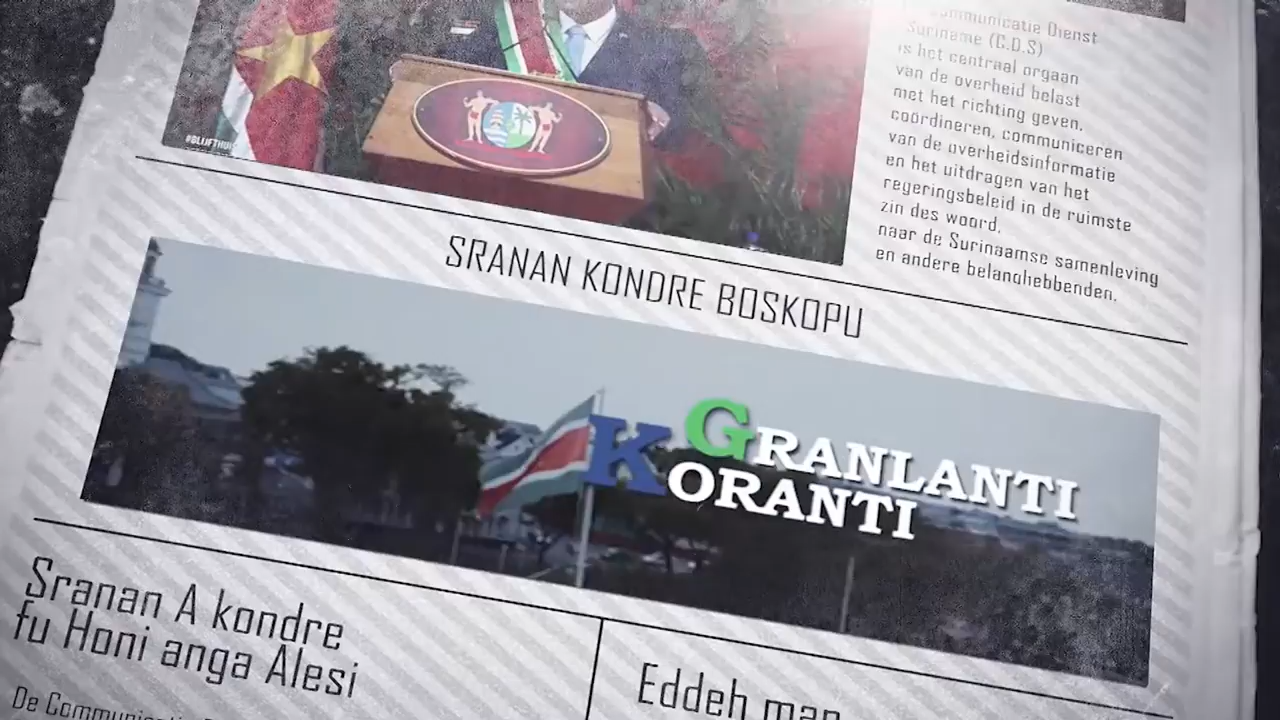 Communicatie Dienst
Suriname (C.D.S)
is het centraal orgaan
van de overheid belast
met het richting geven,
coördineren, communiceren
van de overheidsinformatie
en het uitdragen van het
regeringsbeleid in de ruimste
zin des woord,
naar de Surinaamse samenleving
en andere belanghebbenden.
SRANAN KONDRE BOSKOPU
GRANLANTI
KORANTI
Sranan A kondre
fu Honi anga Alesi
De
Eddeh man